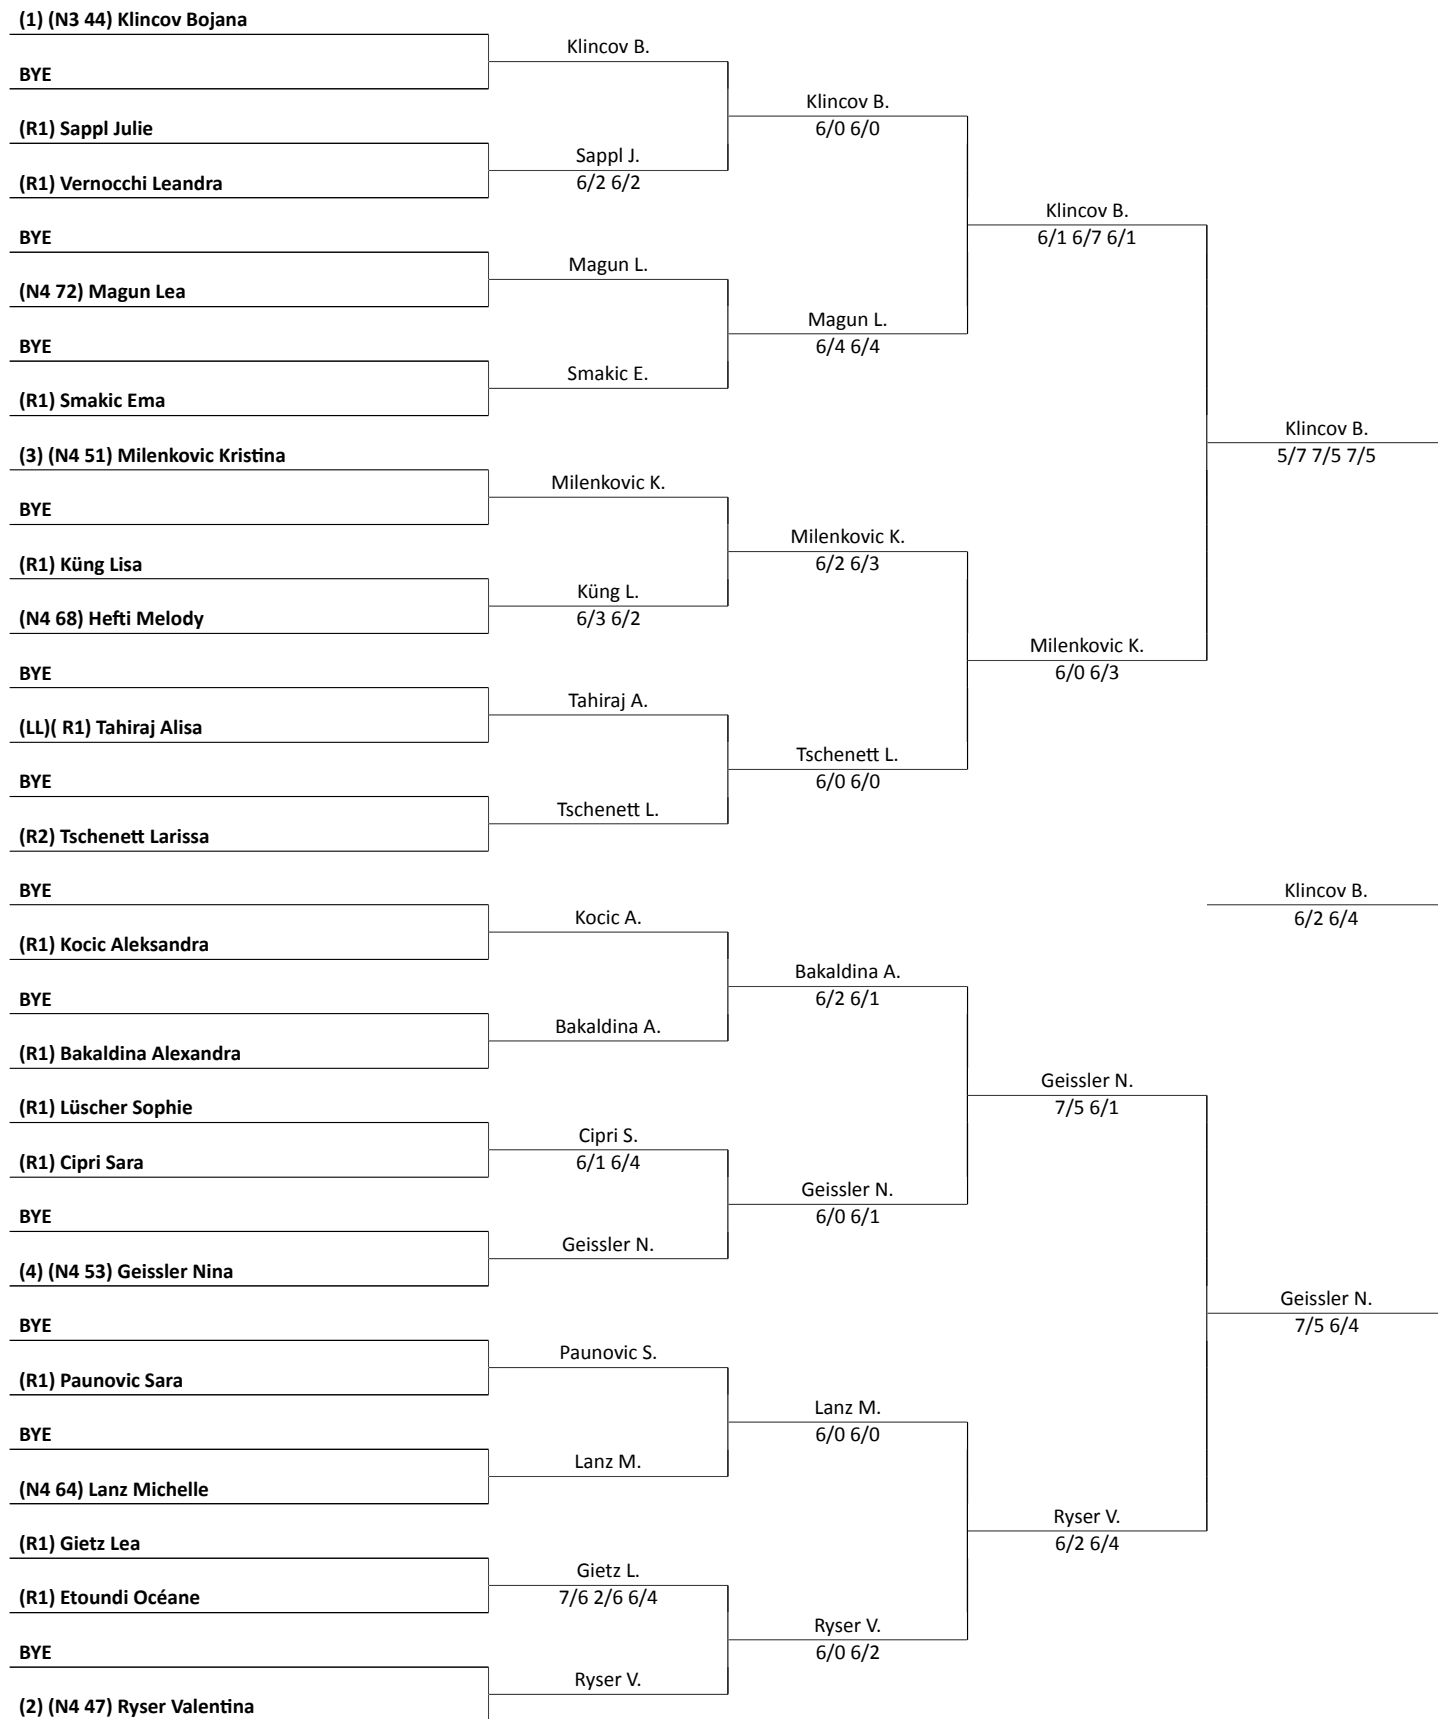 (1) (N3 44) Klincov Bojana
Klincov B.
BYE
Klincov B.
6/0 6/0
(R1) Sappl Julie
Sappl J.
6/2 6/2
(R1) Vernocchi Leandra
Klincov B.
6/1 6/7 6/1
BYE
Magun L.
(N4 72) Magun Lea
Magun L.
6/4 6/4
BYE
Smakic E.
(R1) Smakic Ema
Klincov B.
5/7 7/5 7/5
(3) (N4 51) Milenkovic Kristina
Milenkovic K.
BYE
Milenkovic K.
6/2 6/3
(R1) Küng Lisa
Küng L.
6/3 6/2
(N4 68) Hefti Melody
Milenkovic K.
6/0 6/3
BYE
Tahiraj A.
(LL)( R1) Tahiraj Alisa
Tschenett L.
6/0 6/0
BYE
Tschenett L.
(R2) Tschenett Larissa
BYE
Klincov B.
6/2 6/4
Kocic A.
(R1) Kocic Aleksandra
Bakaldina A.
6/2 6/1
BYE
Bakaldina A.
(R1) Bakaldina Alexandra
Geissler N.
7/5 6/1
(R1) Lüscher Sophie
Cipri S.
6/1 6/4
(R1) Cipri Sara
Geissler N.
6/0 6/1
BYE
Geissler N.
(4) (N4 53) Geissler Nina
Geissler N.
7/5 6/4
BYE
Paunovic S.
(R1) Paunovic Sara
Lanz M.
6/0 6/0
BYE
Lanz M.
(N4 64) Lanz Michelle
Ryser V.
6/2 6/4
(R1) Gietz Lea
Gietz L.
7/6 2/6 6/4
(R1) Etoundi Océane
Ryser V.
6/0 6/2
BYE
Ryser V.
(2) (N4 47) Ryser Valentina